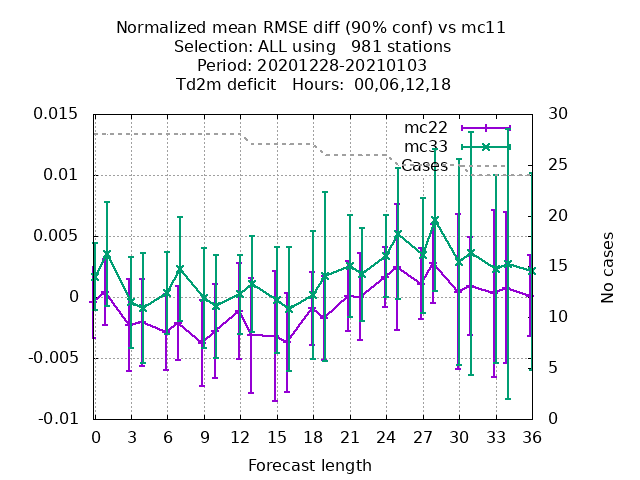 Normalized mean RMSE diff (90% conf) vs mc11
Selection: ALL using   981 stations
Period: 20201228-20210103
Td2m deficit   Hours:  00,06,12,18
0.015
0.01
0.005
0
-0.005
-0.01
30
25
20
15
10
5
0
mc22
mc33
Cases
No cases
0 3 6 9 12 15 18 21 24 27 30 33 36
Forecast length